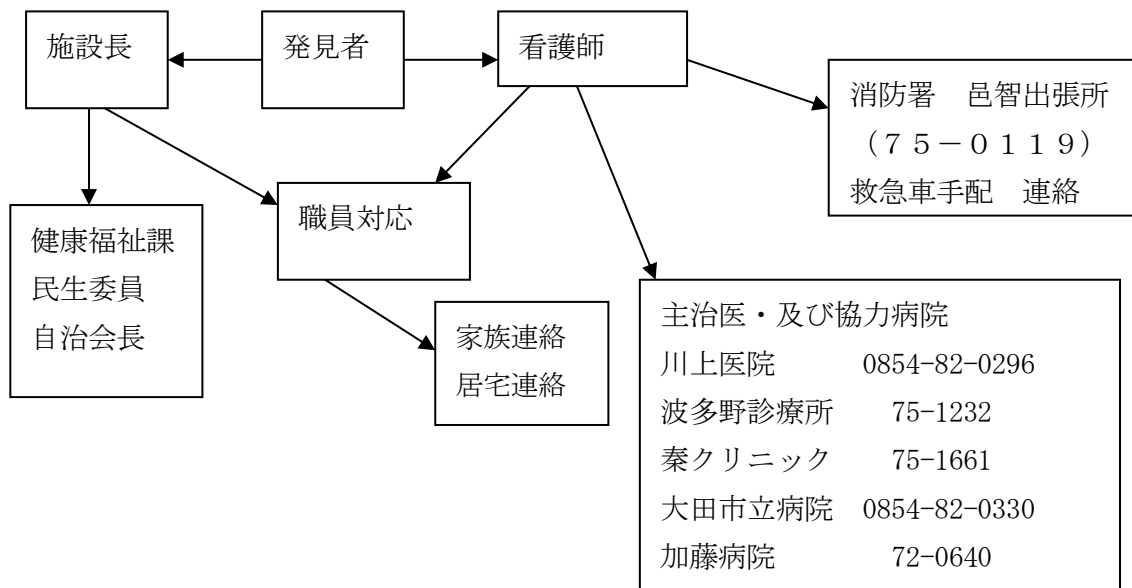 施設長
発見者
看護師
消防署　邑智出張所
（７５－０１１９）
救急車手配　連絡
職員対応
健康福祉課
民生委員
自治会長
家族連絡
居宅連絡
主治医・及び協力病院
川上医院　0854-82-0296
波多野診療所　75-1232
秦クリニック　75-1661
大田市立病院　0854-82-0330
加藤病院　72-0640